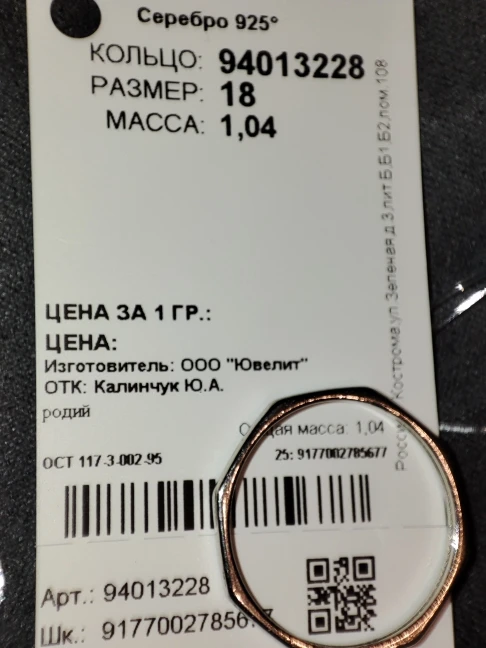 Серебро 925°
КОЛЬЦО: 94013228
РАЗМЕР: 18
МАССА: 1,04
ЦЕНА ЗА 1 ГР.:
ЦЕНА:
Изготовитель: ООО "Ювелит"
ОТК: Калинчук Ю.А.
родий
масса: 1,04
ОСТ 117-3-002-95
25: 9177002785677
Арт.: 94013228
Шк.:
Кострома,ул Зеленая,д 3,лит Б,Б1 Б2,пом 108